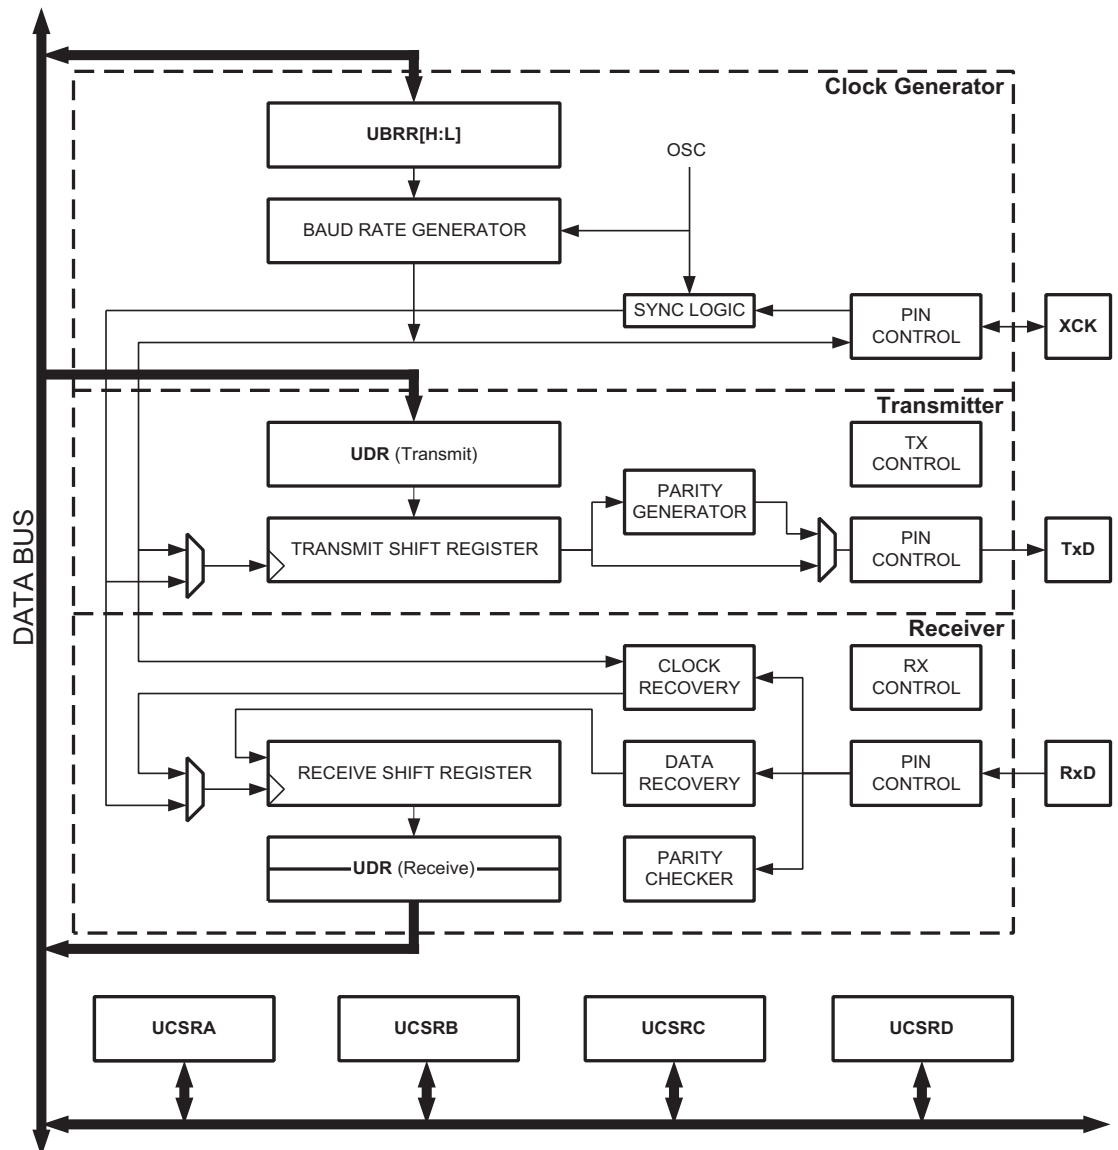 Clock Generator
UBRR[H:L]
OSC
BAUD RATE GENERATOR
SYNC LOGIC
PIN
CONTROL
XCK
Transmitter
UDR (Transmit)
TX
CONTROL
PARITY
GENERATOR
TRANSMIT SHIFT REGISTER
PIN
CONTROL
TxD
DATA BUS
Receiver
CLOCK
RECOVERY
RX
CONTROL
RECEIVE SHIFT REGISTER
DATA
RECOVERY
PIN
CONTROL
RxD
UDR (Receive)
PARITY
CHECKER
UCSRA
UCSRB
UCSRC
UCSRD